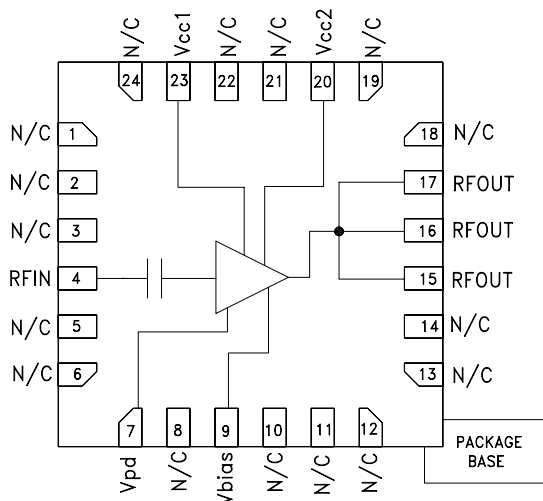 N/C Vcc1 N/C N/C Vcc2 N/C
24 23 22 21 20 19
N/C 1
N/C 2
N/C 3
RFIN 4
N/C 5
N/C 6
18 N/C
17 RFOUT
16 RFOUT
15 RFOUT
14 N/C
13 N/C
7 8 9 10 11 12
Vpd N/C Vbias N/C N/C N/C
PACKAGE
BASE